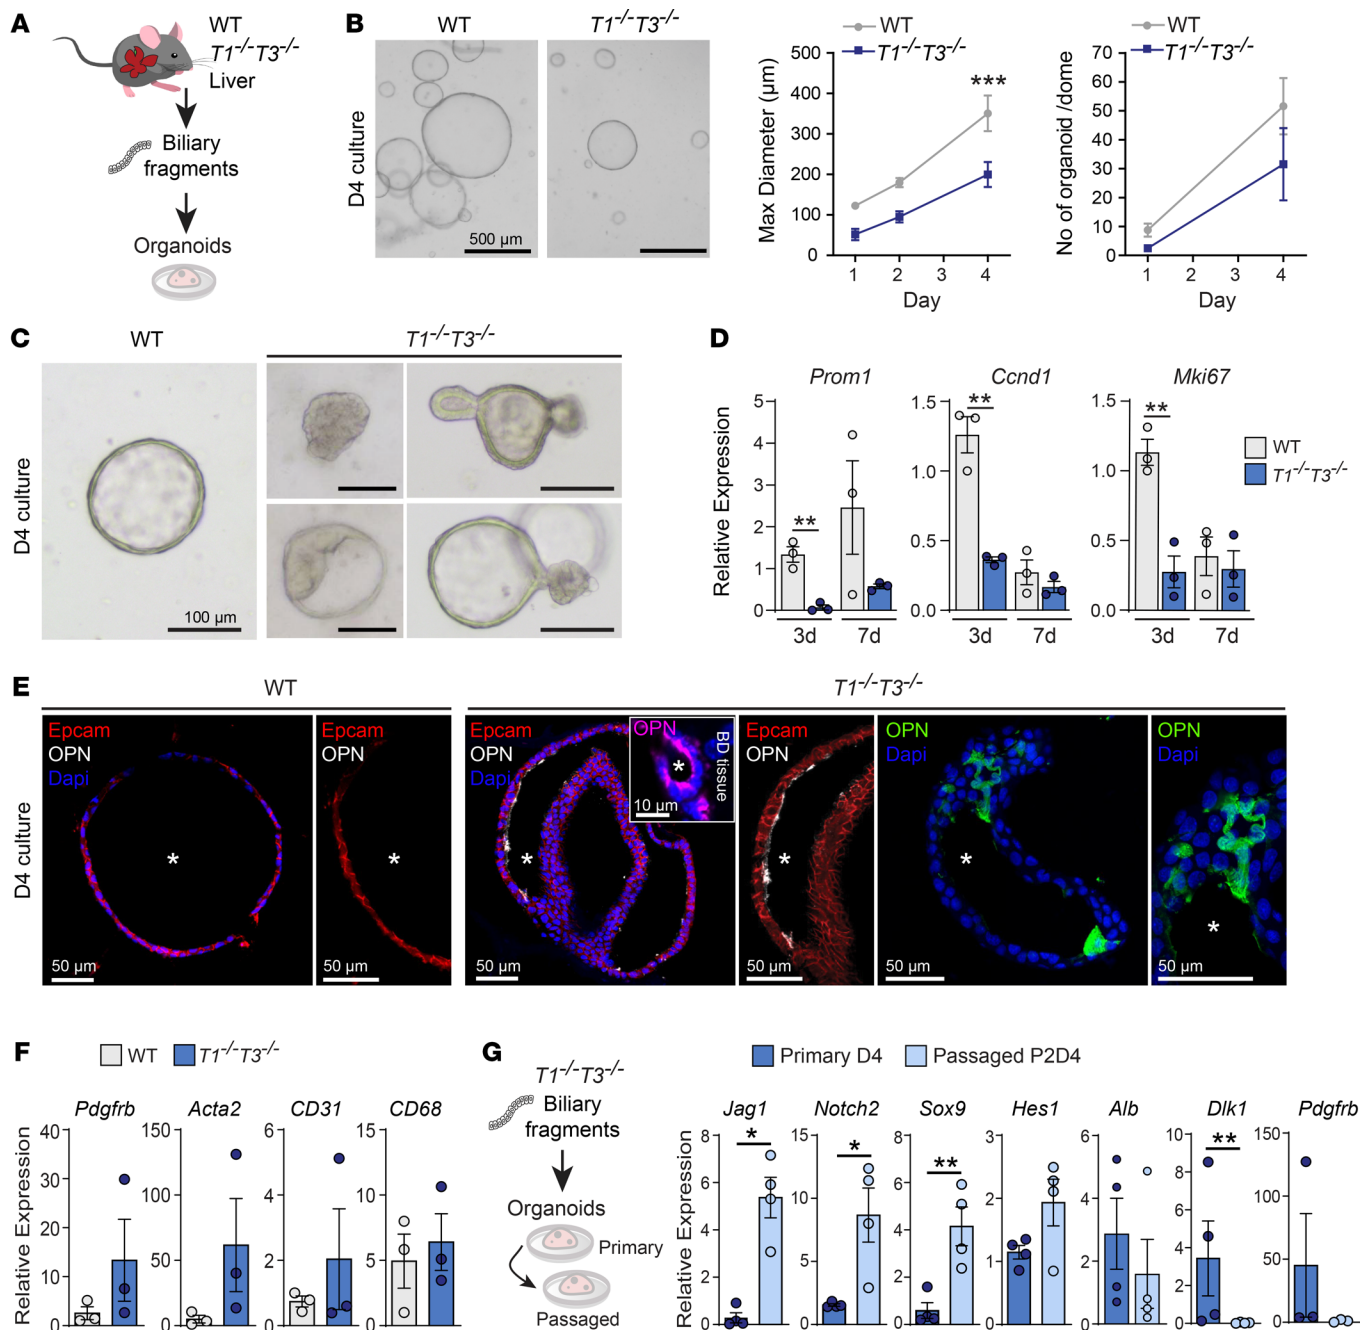 A
WT
T1-/-T3-/-
Liver
Biliary
fragments
Organoids
B
WT
T1-/-T3-/-
D4 culture
500 µm
WT
T1-/-T3-/-
Max Diameter (µm)
500
400
300
200
100
0
***
1 2 3 4
Day
WT
T1-/-T3-/-
No of organoid /dome
70
60
50
40
30
20
10
0
1 2 3 4
Day
C
WT
T1-/-T3-/-
D4 culture
100 µm
D
Relative Expression
Prom1
5
4
3
2
1
0
**
3d 7d
Ccnd1
1.5
1.0
0.5
0.0
**
3d 7d
Mki67
1.5
1.0
0.5
0.0
**
3d 7d
WT
T1-/-T3-/-
E
WT
T1-/-T3-/-
D4 culture
Epcam
OPN
Dapi
*
50 µm
Epcam
OPN
*
50 µm
Epcam
OPN
Dapi
*
50 µm
OPN
BD tissue
*
10 µm
Epcam
OPN
*
50 µm
OPN
Dapi
*
50 µm
OPN
Dapi
*
50 µm
F
WT
T1-/-T3-/-
Relative Expression
Pdgfrb
40
30
20
10
0
Acta2
150
100
50
0
CD31
6
4
2
0
CD68
15
10
5
0
G
T1-/-T3-/-
Biliary
fragments
Organoids
Primary
Passaged
Primary D4
Passaged P2D4
Relative Expression
Jag1
8
6
4
2
0
*
Notch2
15
10
5
0
*
Sox9
8
6
4
2
0
**
Hes1
3
2
1
0
Alb
6
4
2
0
Dlk1
10
8
6
4
2
0
**
Pdgfrb
150
100
50
0